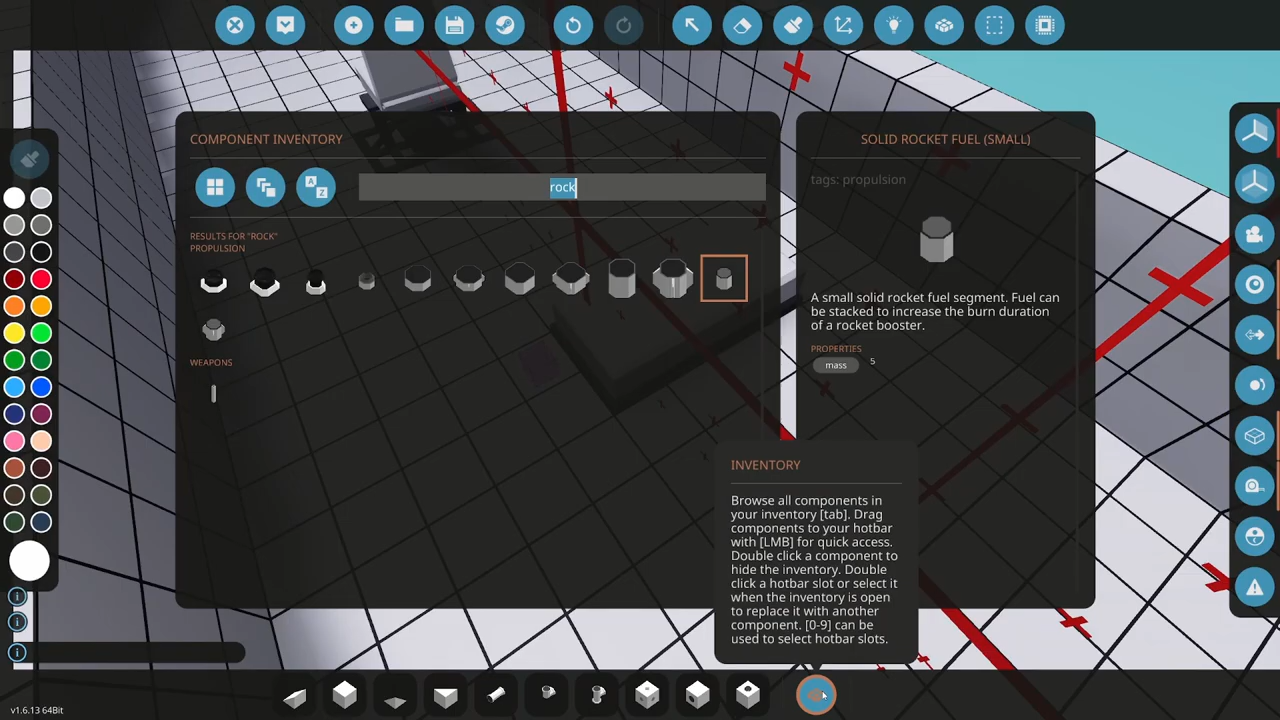 COMPONENT INVENTORY
rock
RESULTS FOR "ROCK"
PROPULSION
WEAPONS
SOLID ROCKET FUEL (SMALL)
tags: propulsion
A small solid rocket fuel segment. Fuel can
be stacked to increase the burn duration
of a rocket booster.
PROPERTIES
mass 5
INVENTORY
Browse all components in
your inventory [tab]. Drag
components to your hotbar
with [LMB] for quick access.
Double click a component to
hide the inventory. Double
click a hotbar slot or select it
when the inventory is open
to replace it with another
component. [0-9] can be
used to select hotbar slots.
v1.6.13 64Bit